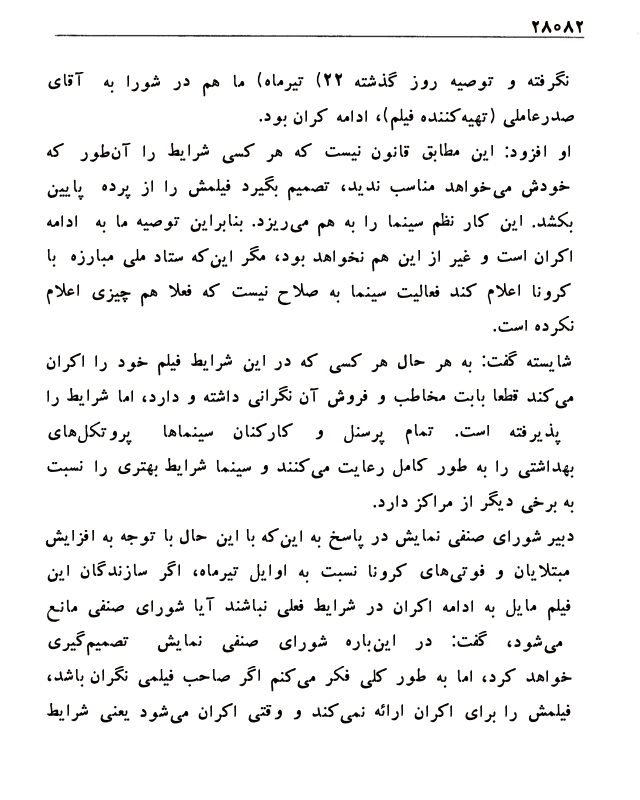 ۲۸۰۸۲
نگرفته و توصیه روز گذشته ۲۲) تیرماه) ما هم در شورا به آقای
صدرعاملی (تهیه‌کننده فیلم)، ادامه کران بود.
او افزود: این مطابق قانون نیست که هر کسی شرایط را آن‌طور که
خودش می‌خواهد مناسب ندید، تصمیم بگیرد فیلمش را از پرده پایین
بکشد. این کار نظم سینما را به هم می‌ریزد. بنابراین توصیه ما به ادامه
اکران است و غیر از این هم نخواهد بود، مگر این‌که ستاد ملی مبارزه با
کرونا اعلام کند فعالیت سینما به صلاح نیست که فعلا هم چیزی اعلام
نکرده است.
شایسته گفت: به هر حال هر کسی که در این شرایط فیلم خود را اکران
می‌کند قطعا بابت مخاطب و فروش آن نگرانی داشته و دارد، اما شرایط را
پذیرفته است. تمام پرسنل و کارکنان سینماها پروتکل‌های
بهداشتی را به طور کامل رعایت می‌کنند و سینما شرایط بهتری را نسبت
به برخی دیگر از مراکز دارد.
دبیر شورای صنفی نمایش در پاسخ به این‌که با این حال با توجه به افزایش
مبتلایان و فوتی‌های کرونا نسبت به اوایل تیرماه، اگر سازندگان این
فیلم مایل به ادامه اکران در شرایط فعلی نباشند آیا شورای صنفی مانع
می‌شود، گفت: در این‌باره شورای صنفی نمایش تصمیم‌گیری
خواهد کرد، اما به طور کلی فکر می‌کنم اگر صاحب فیلمی نگران باشد،
فیلمش را برای اکران ارائه نمی‌کند و وقتی اکران می‌شود یعنی شرایط